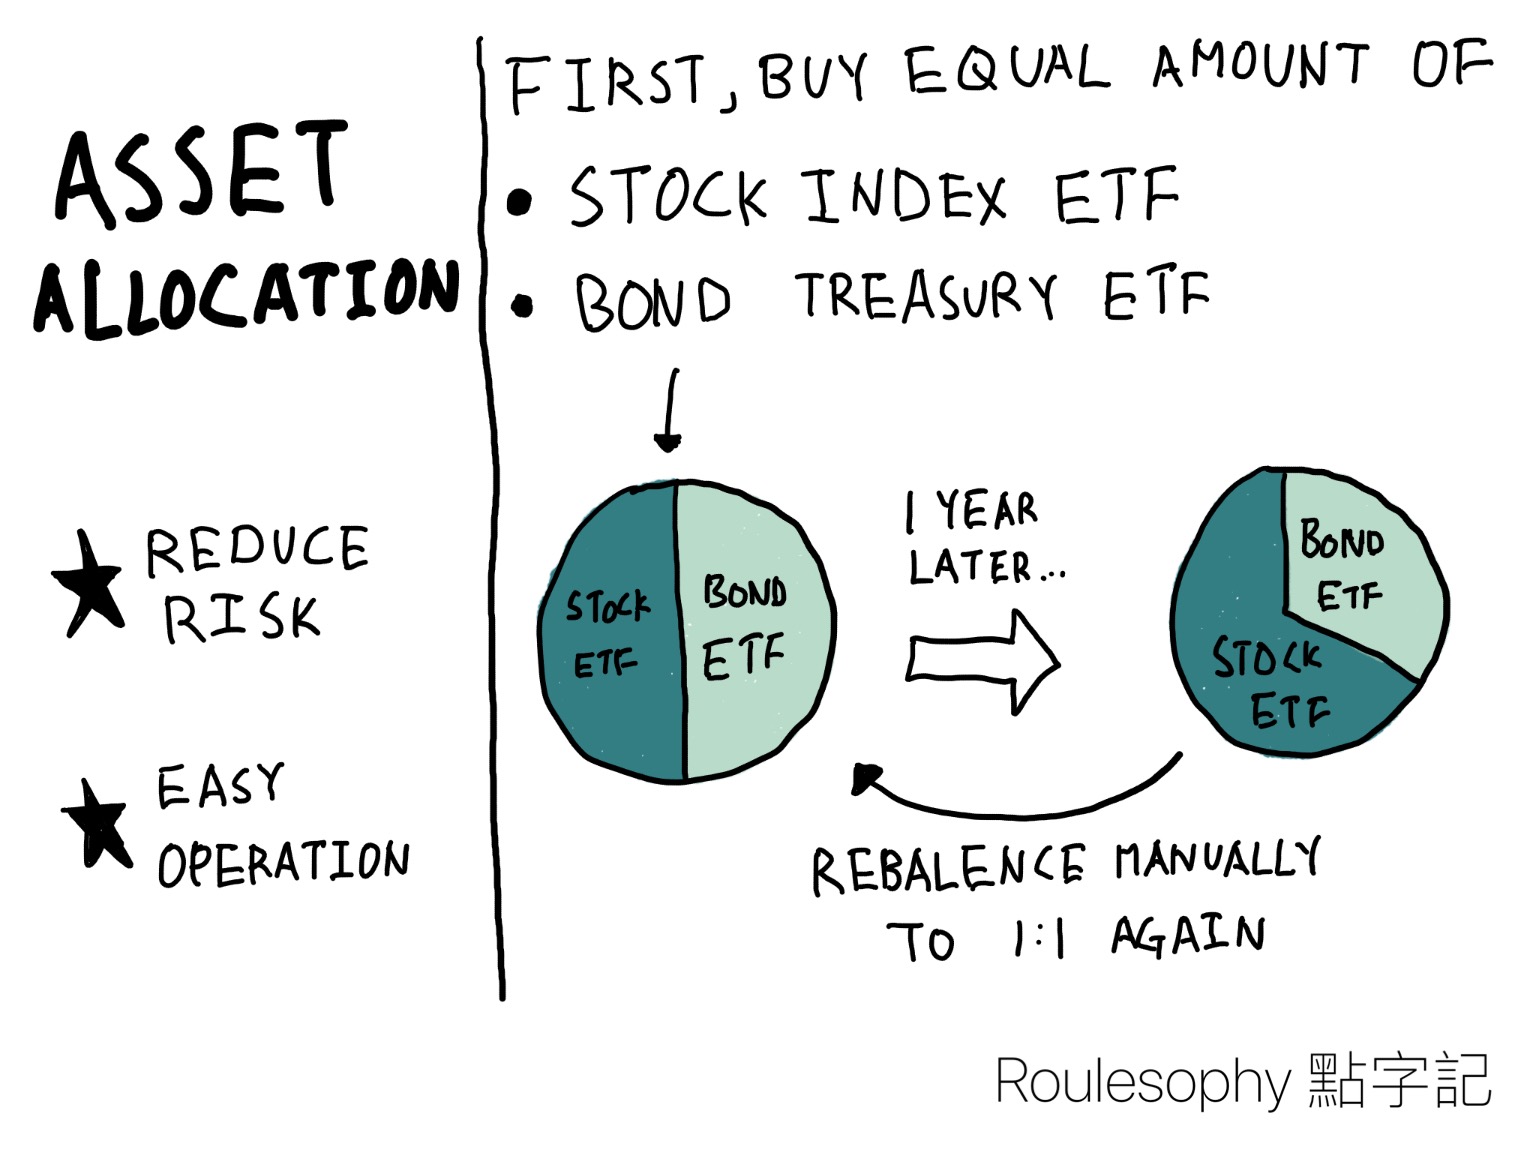 ASSET
ALLOCATION
★ REDUCE
RISK
★ EASY
OPERATION
FIRST, BUY EQUAL AMOUNT OF
• STOCK INDEX ETF
• BOND TREASURY ETF
STOCK
ETF
BOND
ETF
1 YEAR
LATER...
BOND
ETF
STOCK
ETF
REBALENCE MANUALLY
TO 1:1 AGAIN
Roulesophy 點字記